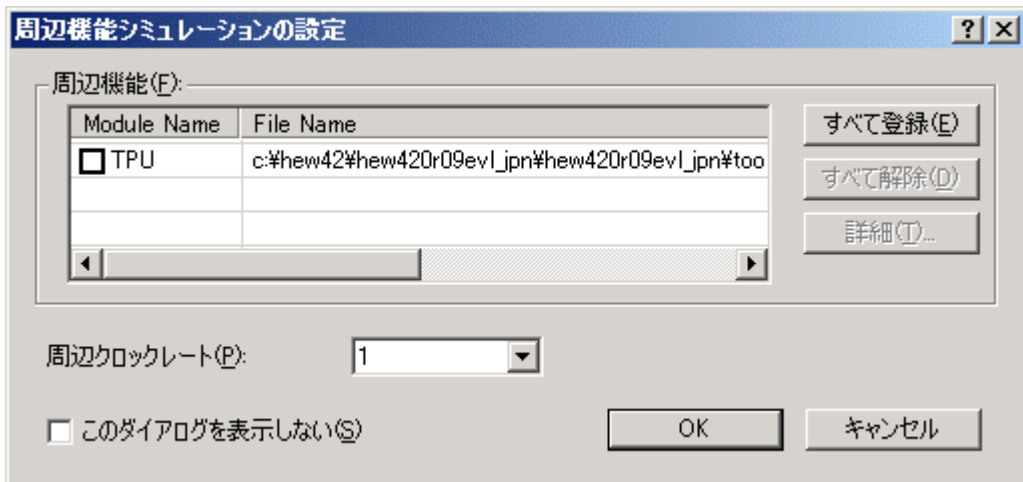 周辺機能シミュレーションの設定
周辺機能(F):
Module Name File Name
TPU c:¥hew42¥hew420r09evl_jpn¥hew420r09evl_jpn¥too
すべて登録(E)
すべて解除(D)
詳細(T)...
周辺クロックレート(P): 1
このダイアログを表示しない(S)
OK キャンセル